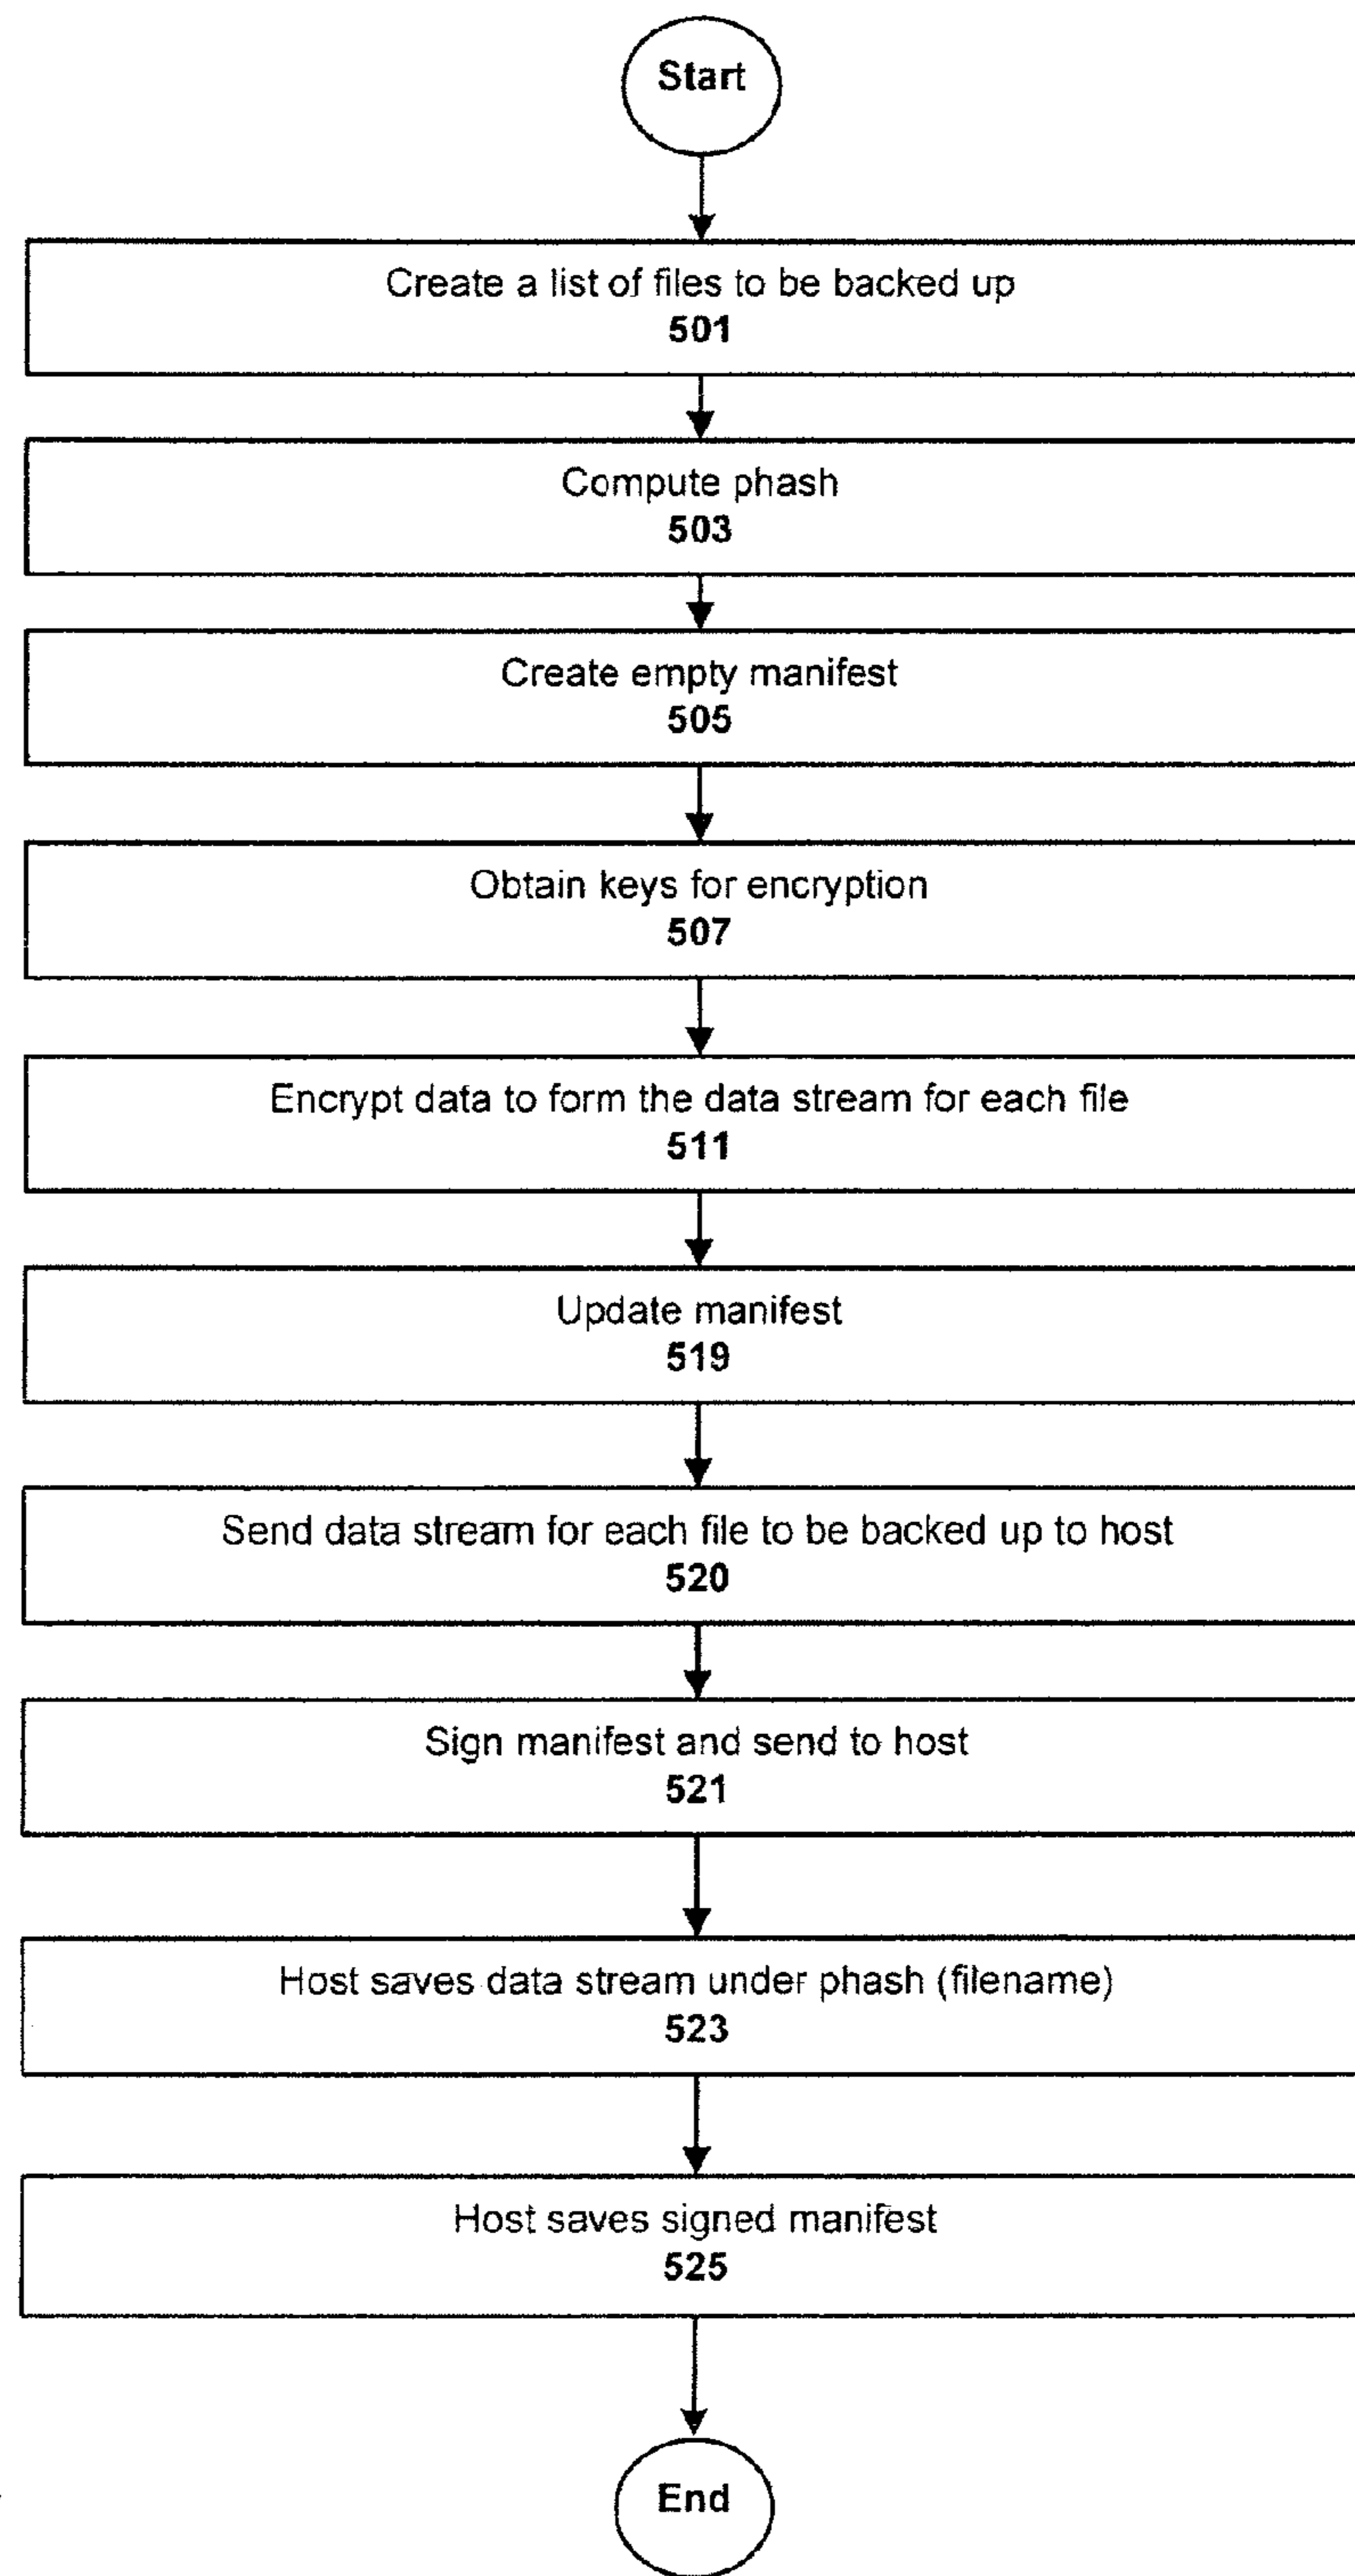 Start
Create a list of files to be backed up
501
Compute phash
503
Create empty manifest
505
Obtain keys for encryption
507
Encrypt data to form the data stream for each file
511
Update manifest
519
Send data stream for each file to be backed up to host
520
Sign manifest and send to host
521
Host saves data stream under phash (filename)
523
Host saves signed manifest
525
End